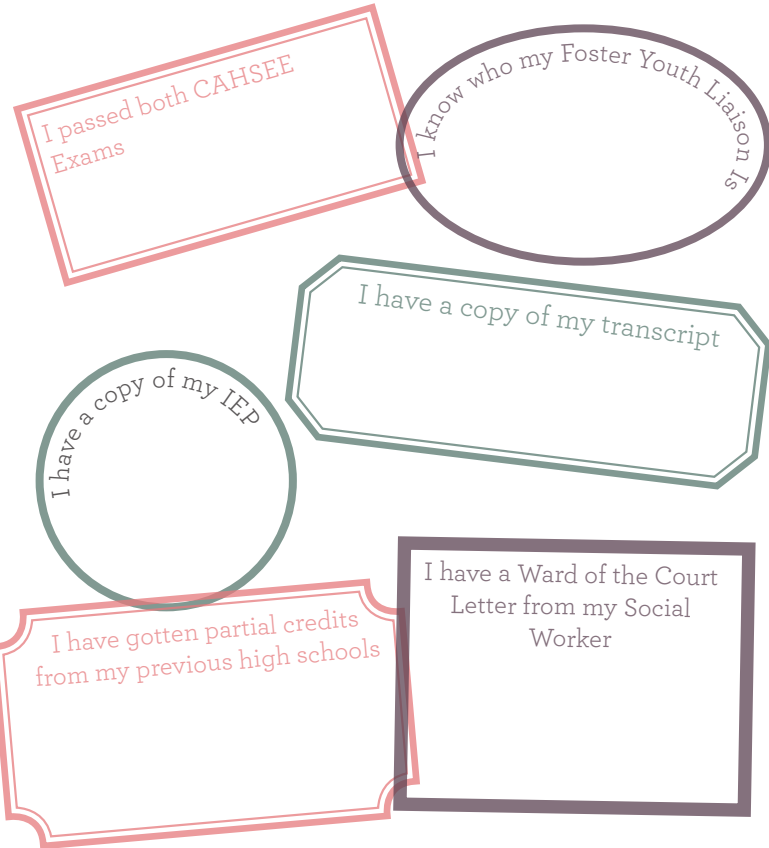 I passed both CAHSEE
Exams
I know who my Foster Youth Liaison Is
I have a copy of my transcript
I have a copy of my IEP
I have gotten partial credits
from my previous high schools
I have a Ward of the Court
Letter from my Social
Worker